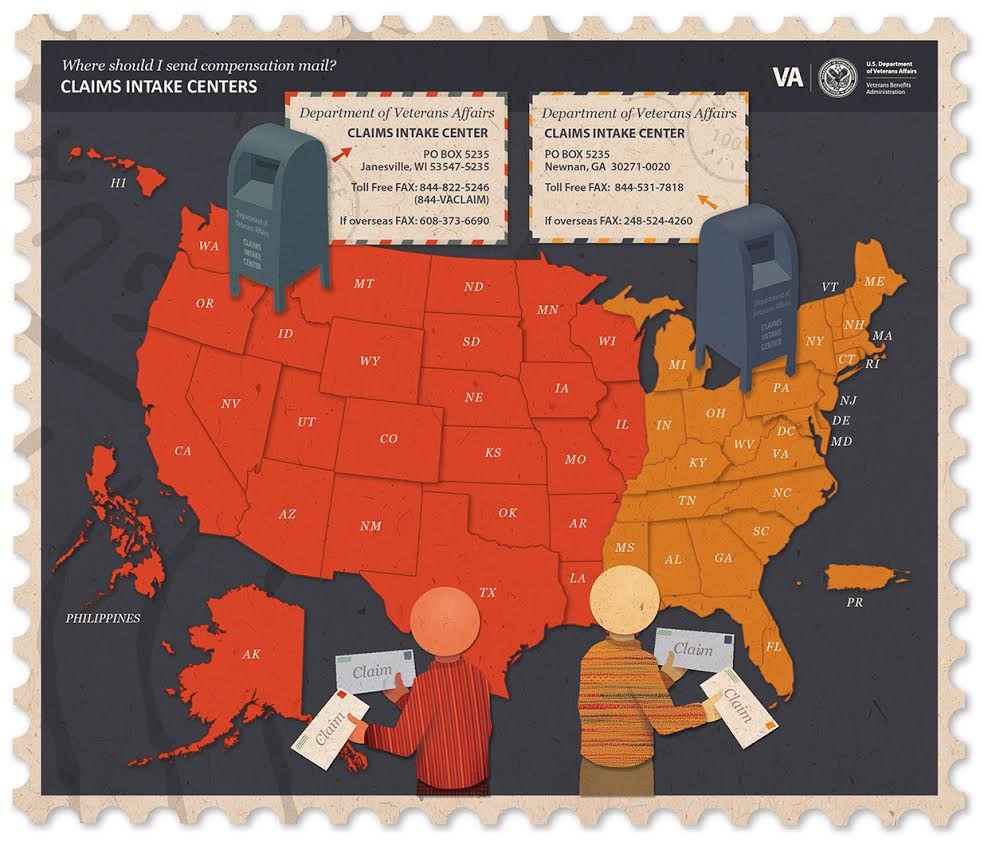 Where should I send compensation mail?
CLAIMS INTAKE CENTERS
VA
U.S. Department
of Veterans Affairs
Veterans Benefits
Administration
Department of Veterans Affairs
CLAIMS INTAKE CENTER
PO BOX 5235
Janesville, WI 53547-5235
Toll Free FAX: 844-822-5246
(844-VACLAIM)
If overseas FAX: 608-373-6690
Department of Veterans Affairs
CLAIMS INTAKE CENTER
PO BOX 5235
Newnan, GA 30271-0020
Toll Free FAX: 844-531-7818
If overseas FAX: 248-524-4260
Department of
Veterans Affairs
CLAIMS
INTAKE
CENTER
Department of
Veterans Affairs
CLAIMS
INTAKE
CENTER
HI
WA
OR
MT
ID
ND
MN
WY
SD
WI
NV
UT
CO
NE
IA
CA
KS
IL
MO
AZ
NM
OK
AR
TX
LA
MI
IN
OH
PA
NY
VT
ME
NH
MA
CT
RI
NJ
DE
MD
DC
WV
VA
KY
TN
NC
SC
MS
AL
GA
FL
PR
PHILIPPINES
AK
Claim
Claim
Claim
Claim